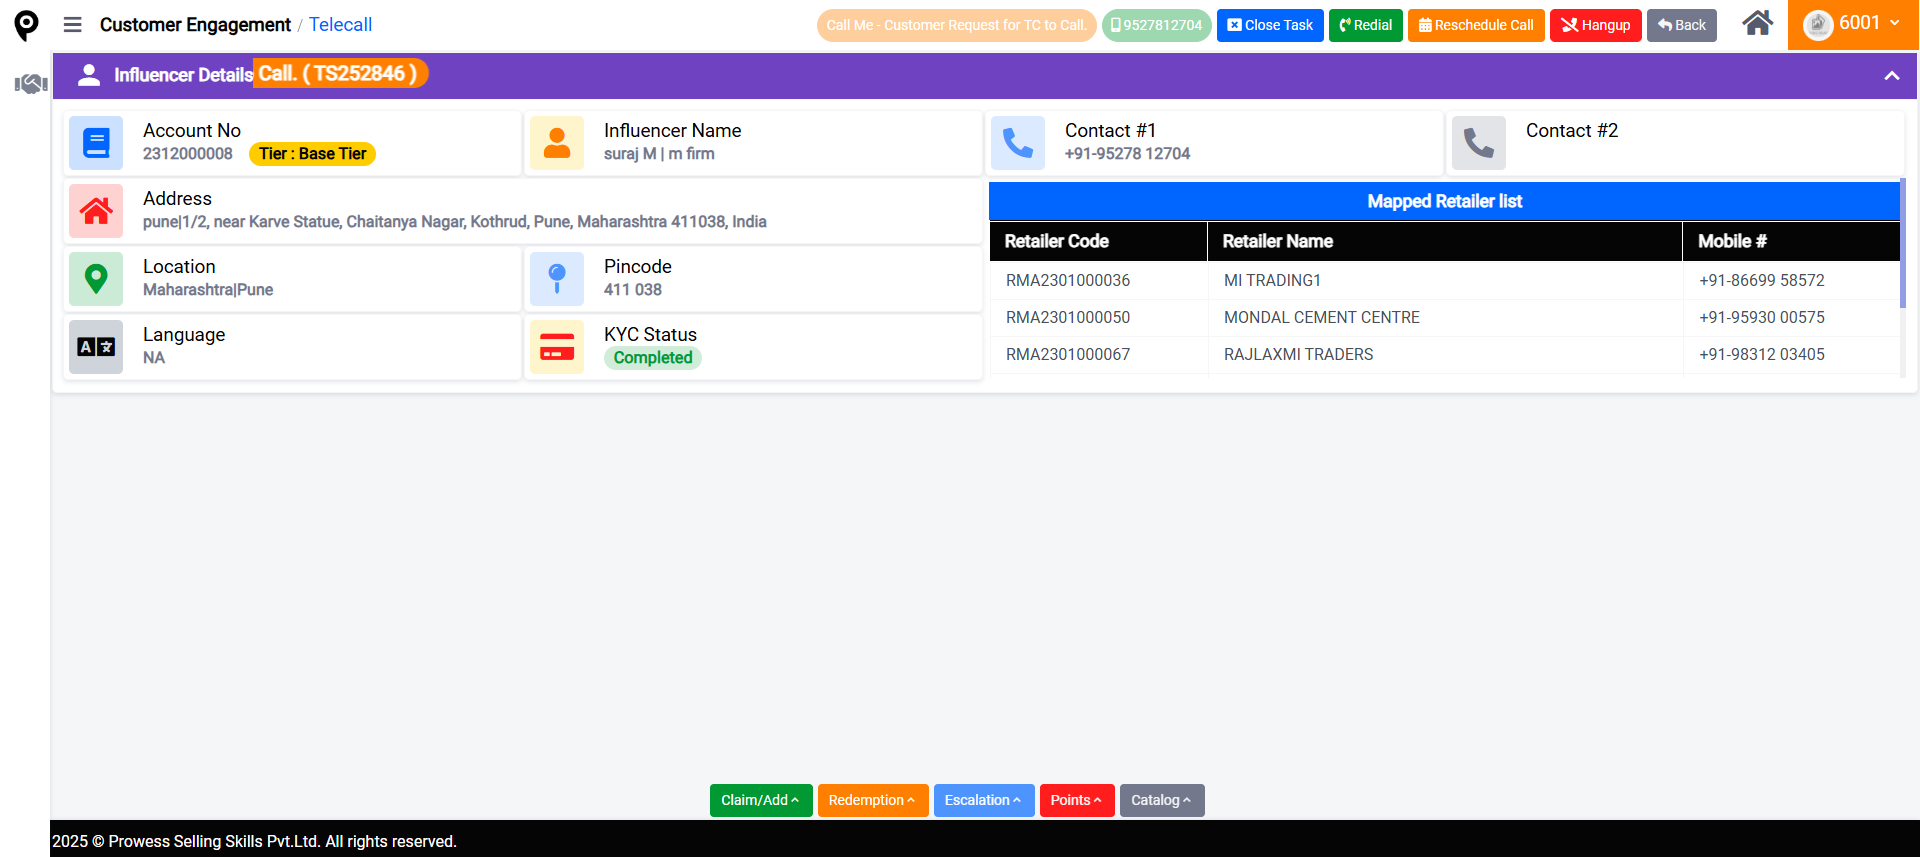 Customer Engagement / Telecall
Call Me - Customer Request for TC to Call.
9527812704
Close Task
Redial
Reschedule Call
Hangup
Back
6001
Influencer Details Call. ( TS252846 )
Account No
2312000008 Tier : Base Tier
Influencer Name
suraj M | m firm
Contact #1
+91-95278 12704
Contact #2
Address
pune|1/2, near Karve Statue, Chaitanya Nagar, Kothrud, Pune, Maharashtra 411038, India
Location
Maharashtra|Pune
Pincode
411 038
Language
NA
KYC Status
Completed
Mapped Retailer list
Retailer Code Retailer Name Mobile #
RMA2301000036 MI TRADING1 +91-86699 58572
RMA2301000050 MONDAL CEMENT CENTRE +91-95930 00575
RMA2301000067 RAJLAXMI TRADERS +91-98312 03405
Claim/Add
Redemption
Escalation
Points
Catalog
2025 © Prowess Selling Skills Pvt.Ltd. All rights reserved.